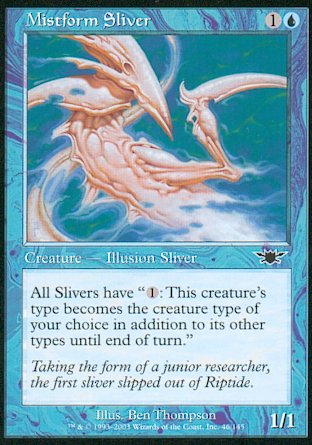 Mistform Sliver 1
Creature — Illusion Sliver
All Slivers have “1: This creature's
type becomes the creature type of
your choice in addition to its other
types until end of turn.”
Taking the form of a junior researcher,
the first sliver slipped out of Riptide.
Illus. Ben Thompson
™ & © 1993–2003 Wizards of the Coast, Inc. 46/145
1/1